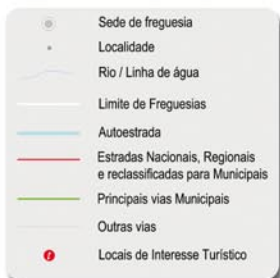 Sede de freguesia
Localidade
Rio / Linha de água
Limite de Freguesias
Autoestrada
Estradas Nacionais, Regionais
e reclassificadas para Municipais
Principais vias Municipais
Outras vias
Locais de Interesse Turístico